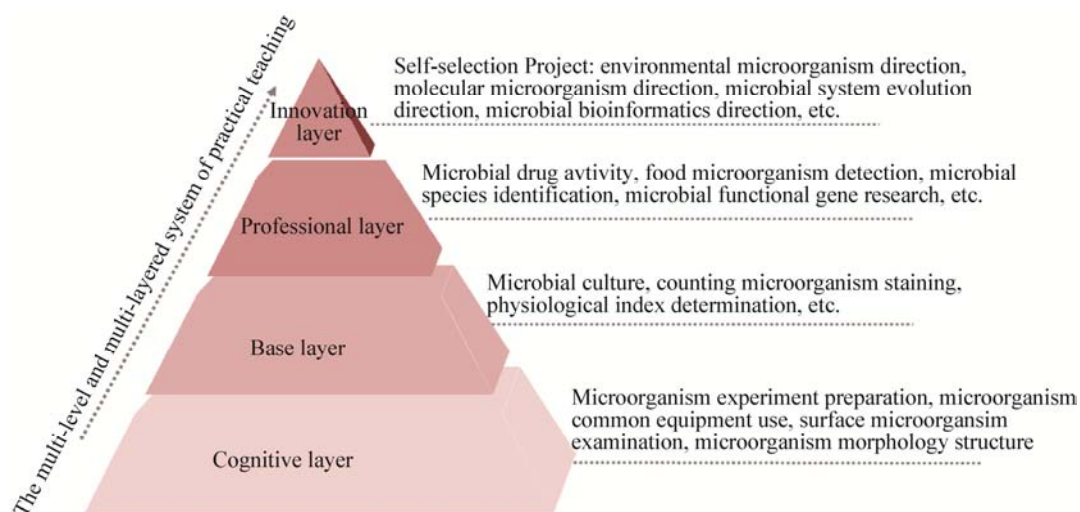 The multi-level and multi-layered system of practical teaching
Innovation
layer
Self-selection Project: environmental microorganism direction,
molecular microorganism direction, microbial system evolution
direction, microbial bioinformatics direction, etc.
Professional layer
Microbial drug avtivity, food microorganism detection, microbial
species identification, microbial functional gene research, etc.
Base layer
Microbial culture, counting microorganism staining,
physiological index determination, etc.
Cognitive layer
Microorganism experiment preparation, microorganism
common equipment use, surface microorgansim
examination, microorganism morphology structure